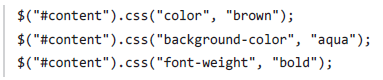 $("#content").css("color", "brown");
$("#content").css("background-color", "aqua");
$("#content").css("font-weight", "bold");